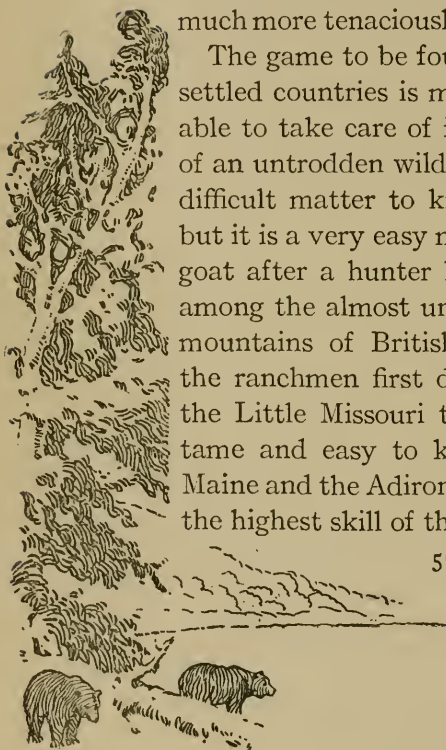 much more tenaciousl
The game to be fou
settled countries is m
able to take care of i
of an untrodden wild
difficult matter to k
but it is a very easy m
goat after a hunter
among the almost un
mountains of British
the ranchmen first d
the Little Missouri t
tame and easy to k
Maine and the Adiron
the highest skill of th
5